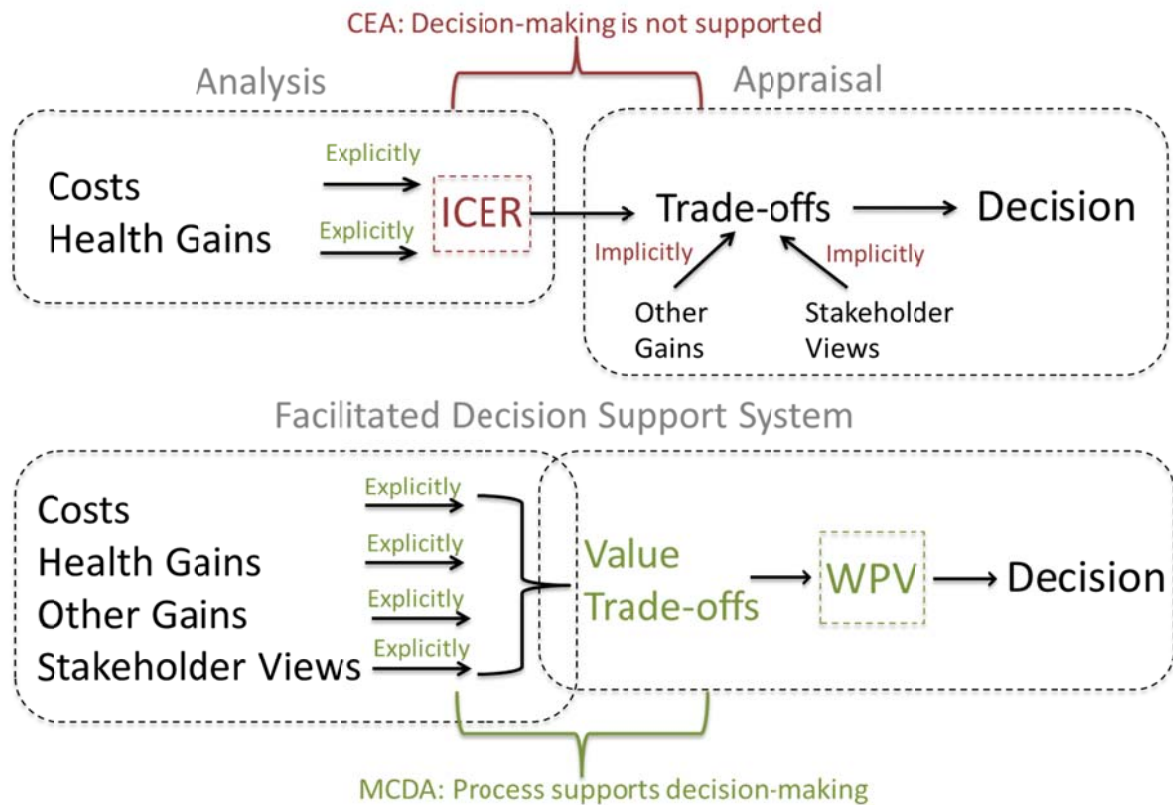 CEA: Decision-making is not supported
Analysis
Appraisal
Costs
Health Gains
Explicitly
Explicitly
ICER
Trade-offs
Decision
Implicitly
Implicitly
Other
Gains
Stakeholder
Views
Facilitated Decision Support System
Costs
Health Gains
Other Gains
Stakeholder Views
Explicitly
Explicitly
Explicitly
Explicitly
Value
Trade-offs
WPV
Decision
MCDA: Process supports decision-making